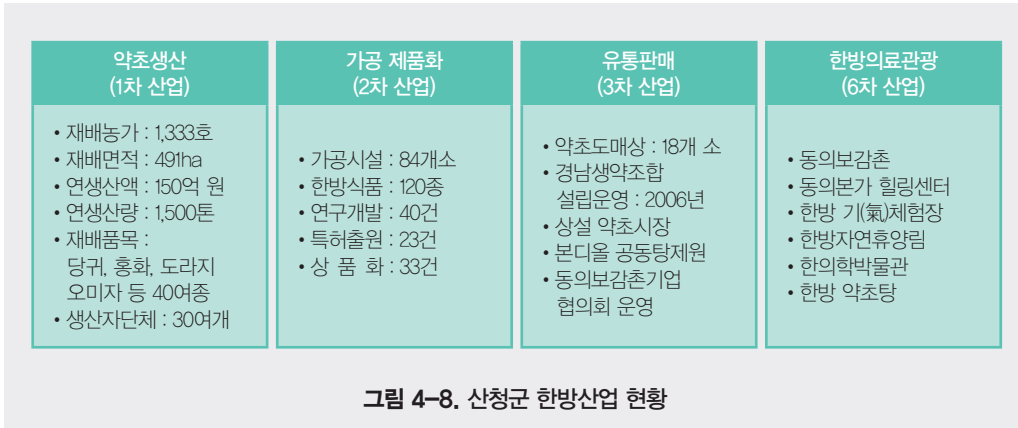 약초생산
(1차 산업)
• 재배농가 : 1,333호
• 재배면적 : 491ha
• 연생산액 : 150억 원
• 연생산량 : 1,500톤
• 재배품목 :
당귀, 홍화, 도라지
오미자 등 40여종
• 생산자단체 : 30여개
가공 제품화
(2차 산업)
• 가공시설 : 84개소
• 한방식품 : 120종
• 연구개발 : 40건
• 특허출원 : 23건
• 상 품 화 : 33건
유통판매
(3차 산업)
• 약초도매상 : 18개 소
• 경남생약조합
설립운영 : 2006년
• 상설 약초시장
• 본디올 공동탕제원
• 동의보감촌기업
협의회 운영
한방의료관광
(6차 산업)
• 동의보감촌
• 동의본가 힐링센터
• 한방 기(氣)체험장
• 한방자연휴양림
• 한의학박물관
• 한방 약초탕
그림 4-8. 산청군 한방산업 현황